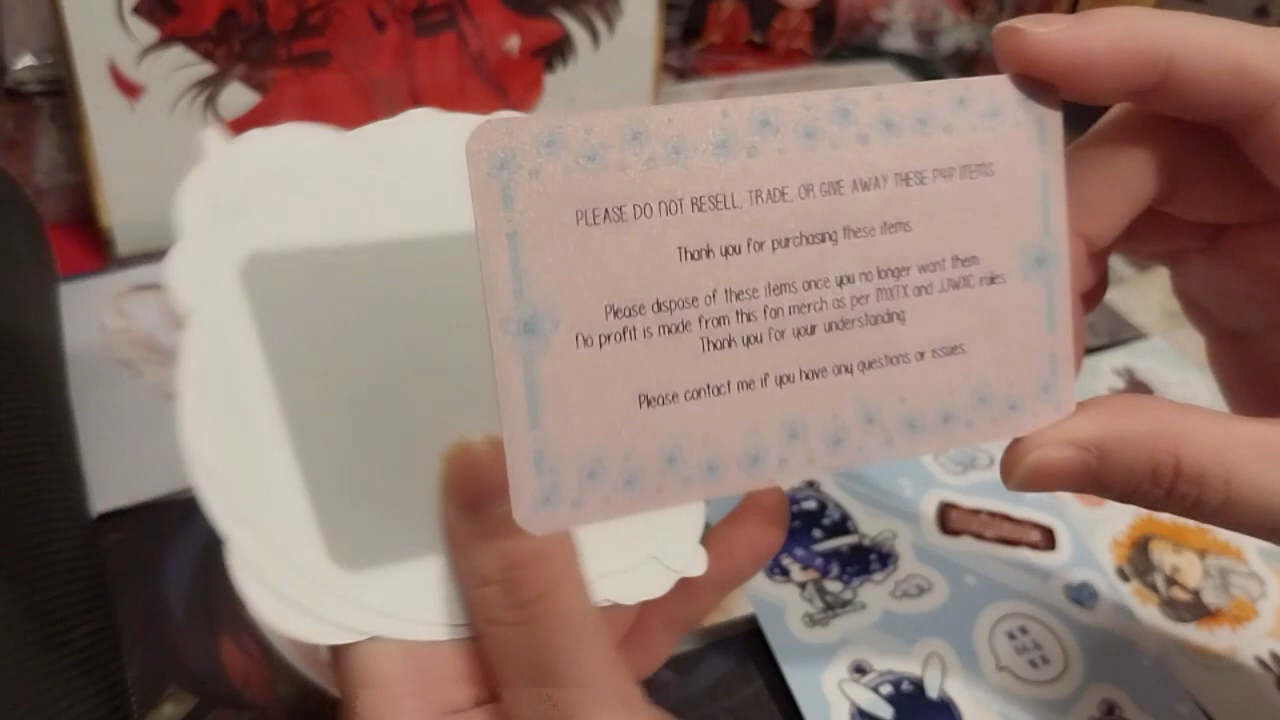 PLEASE DO NOT RESELL, TRADE, OR GIVE AWAY THESE P4P ITEMS
Thank you for purchasing these items.
Please dispose of these items once you no longer want them.
No profit is made from this fan merch as per MXTX and JJWXC rules.
Thank you for your understanding
Please contact me if you have any questions or issues.